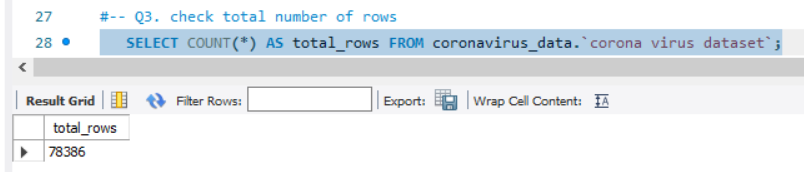 27 #-- Q3. check total number of rows
28 SELECT COUNT(*) AS total_rows FROM coronavirus_data.`corona virus dataset`;
Result Grid Filter Rows: Export: Wrap Cell Content: IA
total_rows
78386